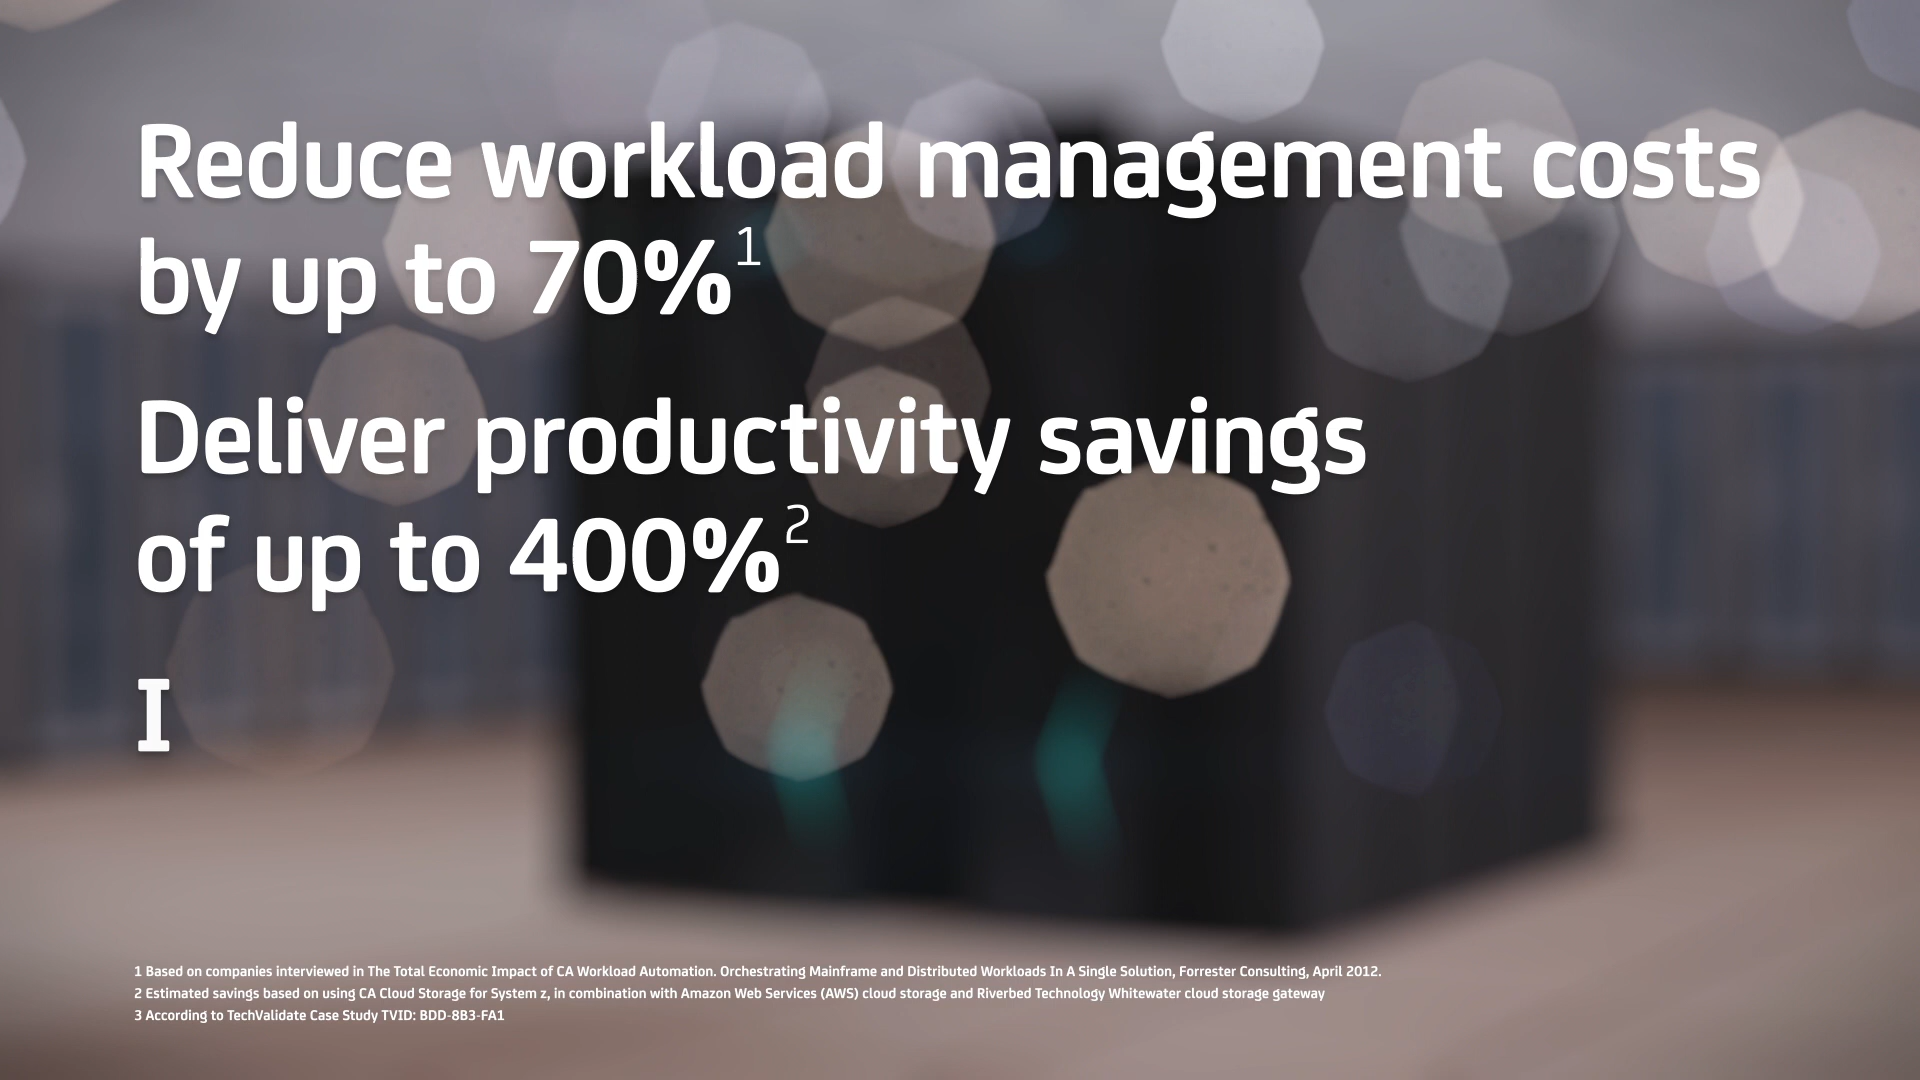 Reduce workload management costs
by up to 70%1
Deliver productivity savings
of up to 400%2
I
1 Based on companies interviewed in The Total Economic Impact of CA Workload Automation. Orchestrating Mainframe and Distributed Workloads In A Single Solution, Forrester Consulting, April 2012.
2 Estimated savings based on using CA Cloud Storage for System z, in combination with Amazon Web Services (AWS) cloud storage and Riverbed Technology Whitewater cloud storage gateway
3 According to TechValidate Case Study TVID: BDD-8B3-FA1